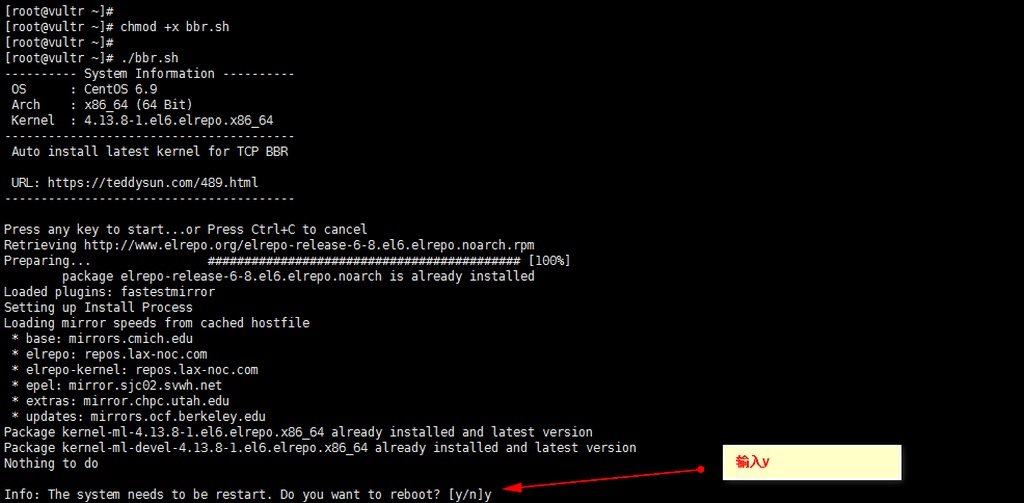 [root@vultr ~]#
[root@vultr ~]# chmod +x bbr.sh
[root@vultr ~]#
[root@vultr ~]# ./bbr.sh
---------- System Information ----------
OS      : CentOS 6.9
Arch    : x86_64 (64 Bit)
Kernel  : 4.13.8-1.el6.elrepo.x86_64
----------------------------------------
Auto install latest kernel for TCP BBR
URL: https://teddysun.com/489.html
----------------------------------------
Press any key to start...or Press Ctrl+C to cancel
Retrieving http://www.elrepo.org/elrepo-release-6-8.el6.elrepo.noarch.rpm
Preparing...                ########################################### [100%]
package elrepo-release-6-8.el6.elrepo.noarch is already installed
Loaded plugins: fastestmirror
Setting up Install Process
Loading mirror speeds from cached hostfile
* base: mirrors.cmich.edu
* elrepo: repos.lax-noc.com
* elrepo-kernel: repos.lax-noc.com
* epel: mirror.sjc02.svwh.net
* extras: mirror.chpc.utah.edu
* updates: mirrors.ocf.berkeley.edu
Package kernel-ml-4.13.8-1.el6.elrepo.x86_64 already installed and latest version
Package kernel-ml-devel-4.13.8-1.el6.elrepo.x86_64 already installed and latest version
Nothing to do
输入y
Info: The system needs to be restart. Do you want to reboot? [y/n]y